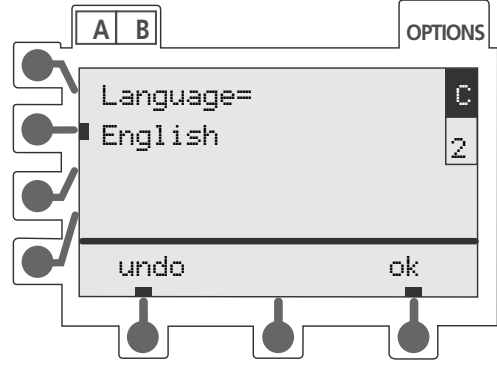 A B
OPTIONS
Language=
C
English
2
undo ok